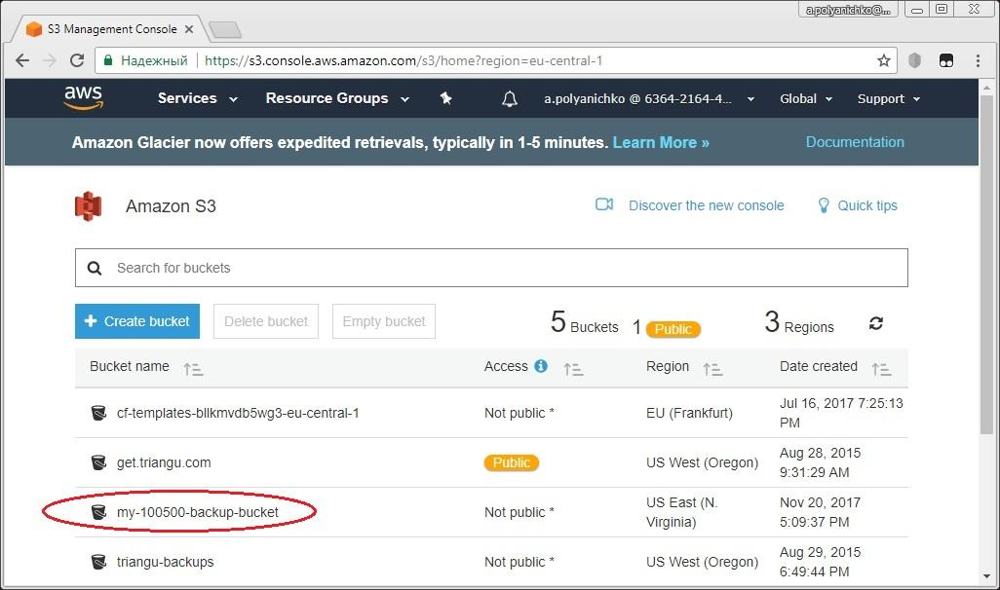 a.polyanichko@...
S3 Management Console
Надежный https://s3.console.aws.amazon.com/s3/home?region=eu-central-1
aws Services Resource Groups a.polyanichko @ 6364-2164-4... Global Support
Amazon Glacier now offers expedited retrievals, typically in 1-5 minutes. Learn More » Documentation
Amazon S3 Discover the new console Quick tips
Search for buckets
+ Create bucket Delete bucket Empty bucket 5 Buckets 1 Public 3 Regions
Bucket name Access Region Date created
cf-templates-bllkmvdb5wg3-eu-central-1 Not public * EU (Frankfurt) Jul 16, 2017 7:25:13
PM
get.triangu.com Public US West (Oregon) Aug 28, 2015
9:31:29 AM
my-100500-backup-bucket Not public * US East (N.
Virginia) Nov 20, 2017
5:09:37 PM
triangu-backups Not public * US West (Oregon) Aug 29, 2015
6:49:44 PM